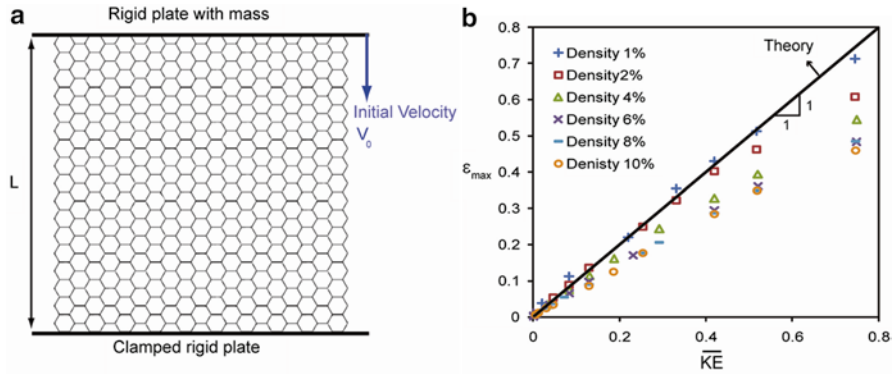 a
Rigid plate with mass
L
Initial Velocity
V₀
Clamped rigid plate
b
0.8
0.7
0.6
0.5
0.4
0.3
0.2
0.1
0
εmax
Density 1%
Density2%
Density 4%
Density 6%
Density 8%
Denisty 10%
Theory
1
1
0
0.2
0.4
0.6
0.8
KE